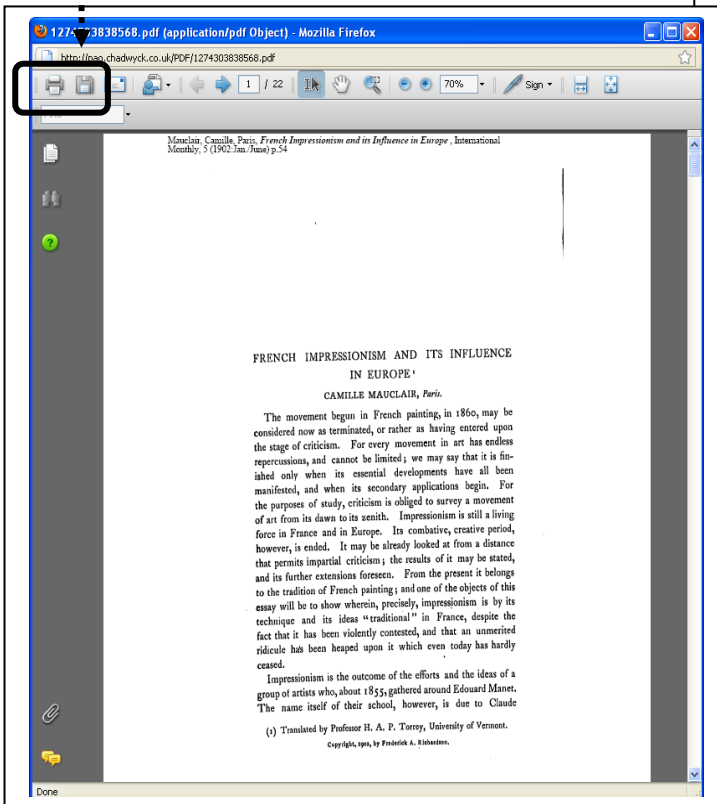 1274303838568.pdf (application/pdf Object) - Mozilla Firefox
http://pao.chadwyck.co.uk/PDF/1274303838568.pdf
1 / 22 70% Sign
Mauclair, Camille, Paris, French Impressionism and its Influence in Europe , International
Monthly, 5 (1902:Jan./June) p.54
FRENCH IMPRESSIONISM AND ITS INFLUENCE
IN EUROPE¹
CAMILLE MAUCLAIR, Paris.
The movement begun in French painting, in 1860, may be
considered now as terminated, or rather as having entered upon
the stage of criticism. For every movement in art has endless
repercussions, and cannot be limited; we may say that it is fin-
ished only when its essential developments have all been
manifested, and when its secondary applications begin. For
the purposes of study, criticism is obliged to survey a movement
of art from its dawn to its zenith. Impressionism is still a living
force in France and in Europe. Its combative, creative period,
however, is ended. It may be already looked at from a distance
that permits impartial criticism; the results of it may be stated,
and its further extensions foreseen. From the present it belongs
to the tradition of French painting; and one of the objects of this
essay will be to show wherein, precisely, impressionism is by its
technique and its ideas "traditional" in France, despite the
fact that it has been violently contested, and that an unmerited
ridicule has been heaped upon it which even today has hardly
ceased.
Impressionism is the outcome of the efforts and the ideas of a
group of artists who, about 1855, gathered around Edouard Manet.
The name itself of their school, however, is due to Claude
(1) Translated by Professor H. A. P. Torrey, University of Vermont.
Copyright, 1902, by Frederick A. Richardson.
Done